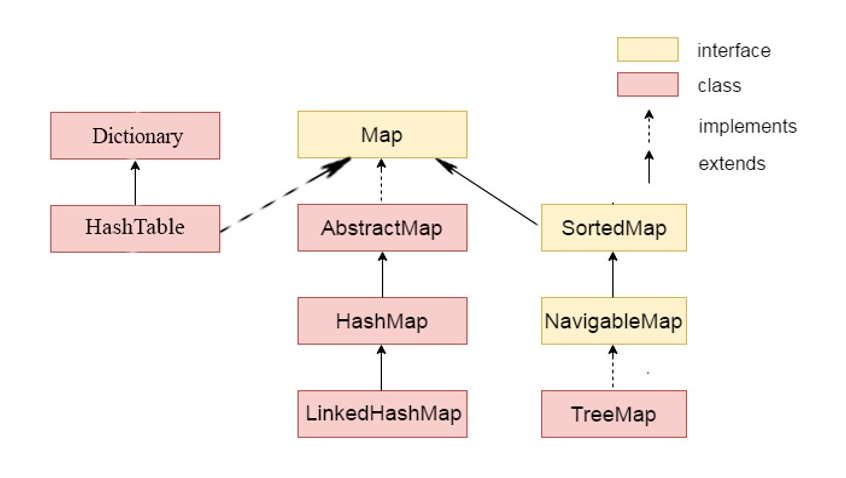 interface
class
implements
extends
Dictionary
Map
HashTable
AbstractMap
SortedMap
HashMap
NavigableMap
LinkedHashMap
TreeMap